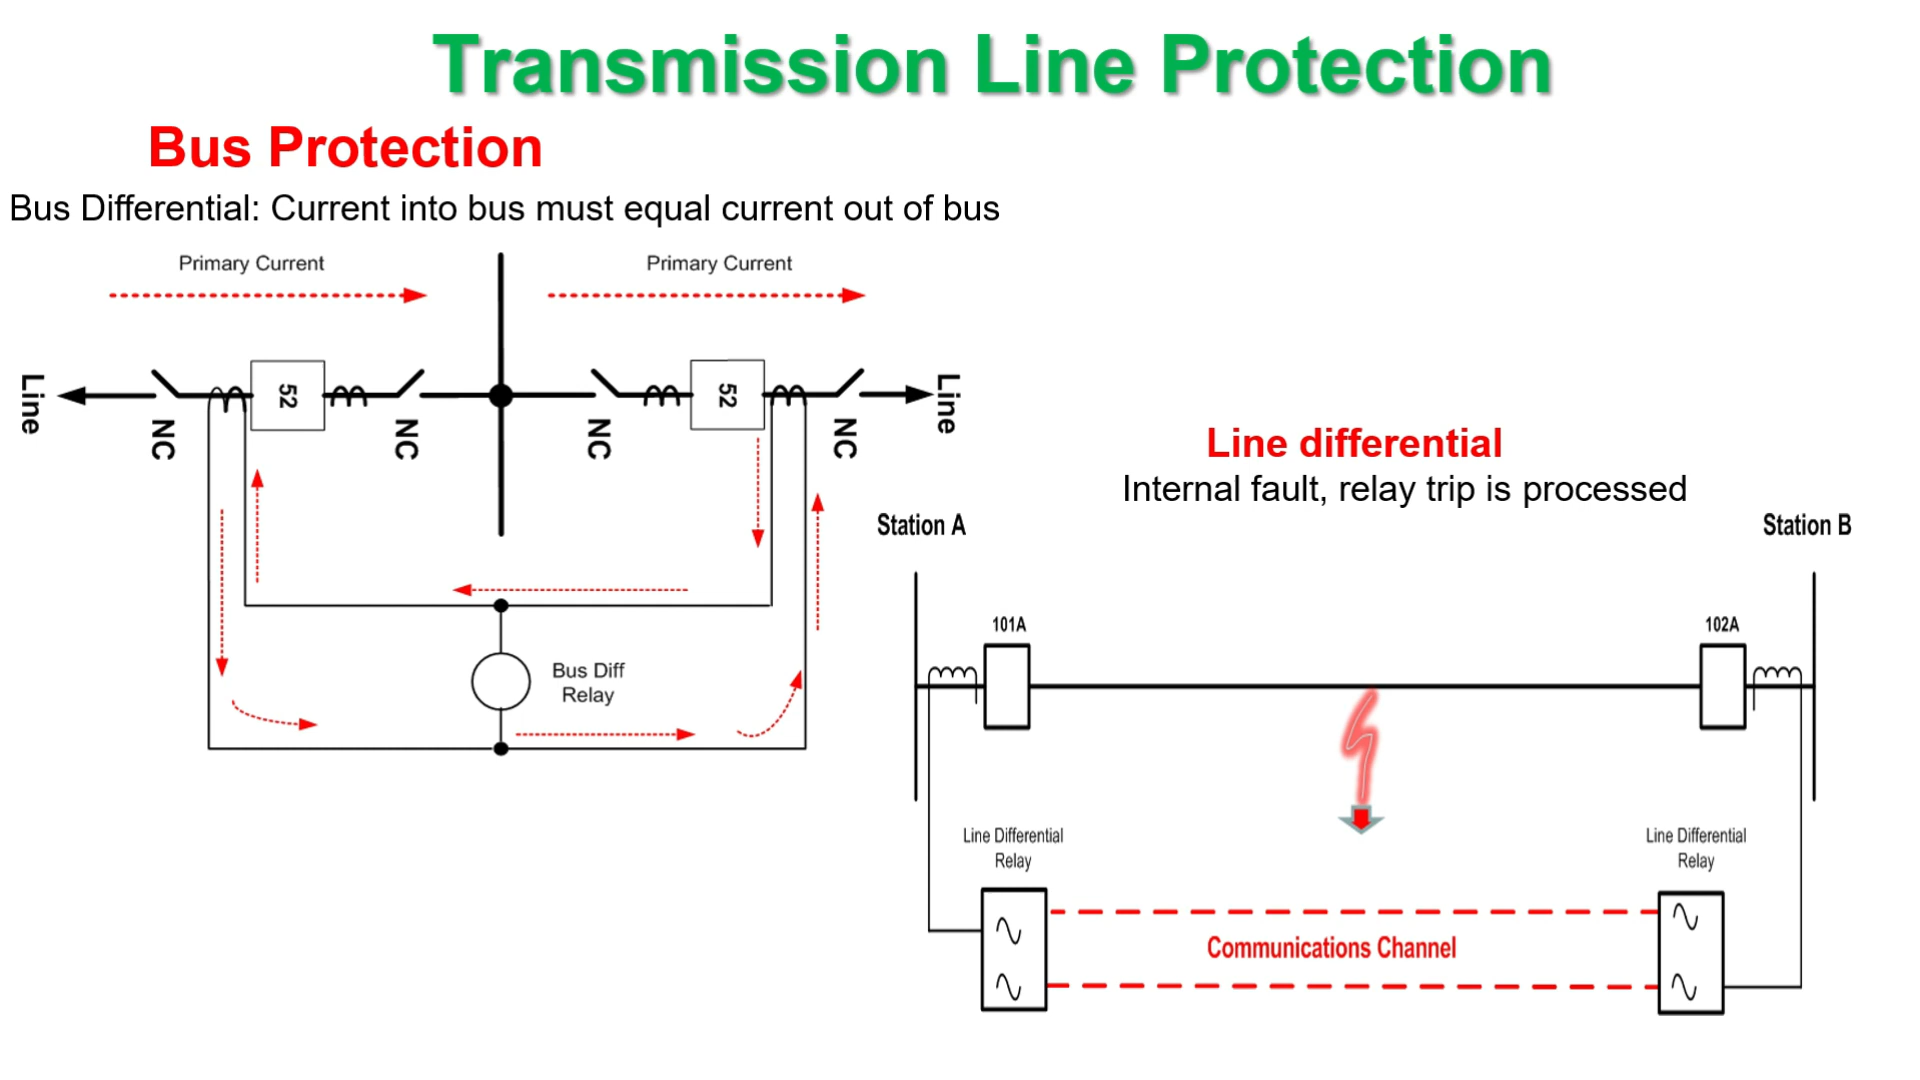 Transmission Line Protection
Bus Protection
Bus Differential: Current into bus must equal current out of bus
Primary Current
Primary Current
Line
NC
52
NC
NC
52
NC
Line
Bus Diff
Relay
Line differential
Internal fault, relay trip is processed
Station A
Station B
101A
102A
Line Differential
Relay
Line Differential
Relay
Communications Channel